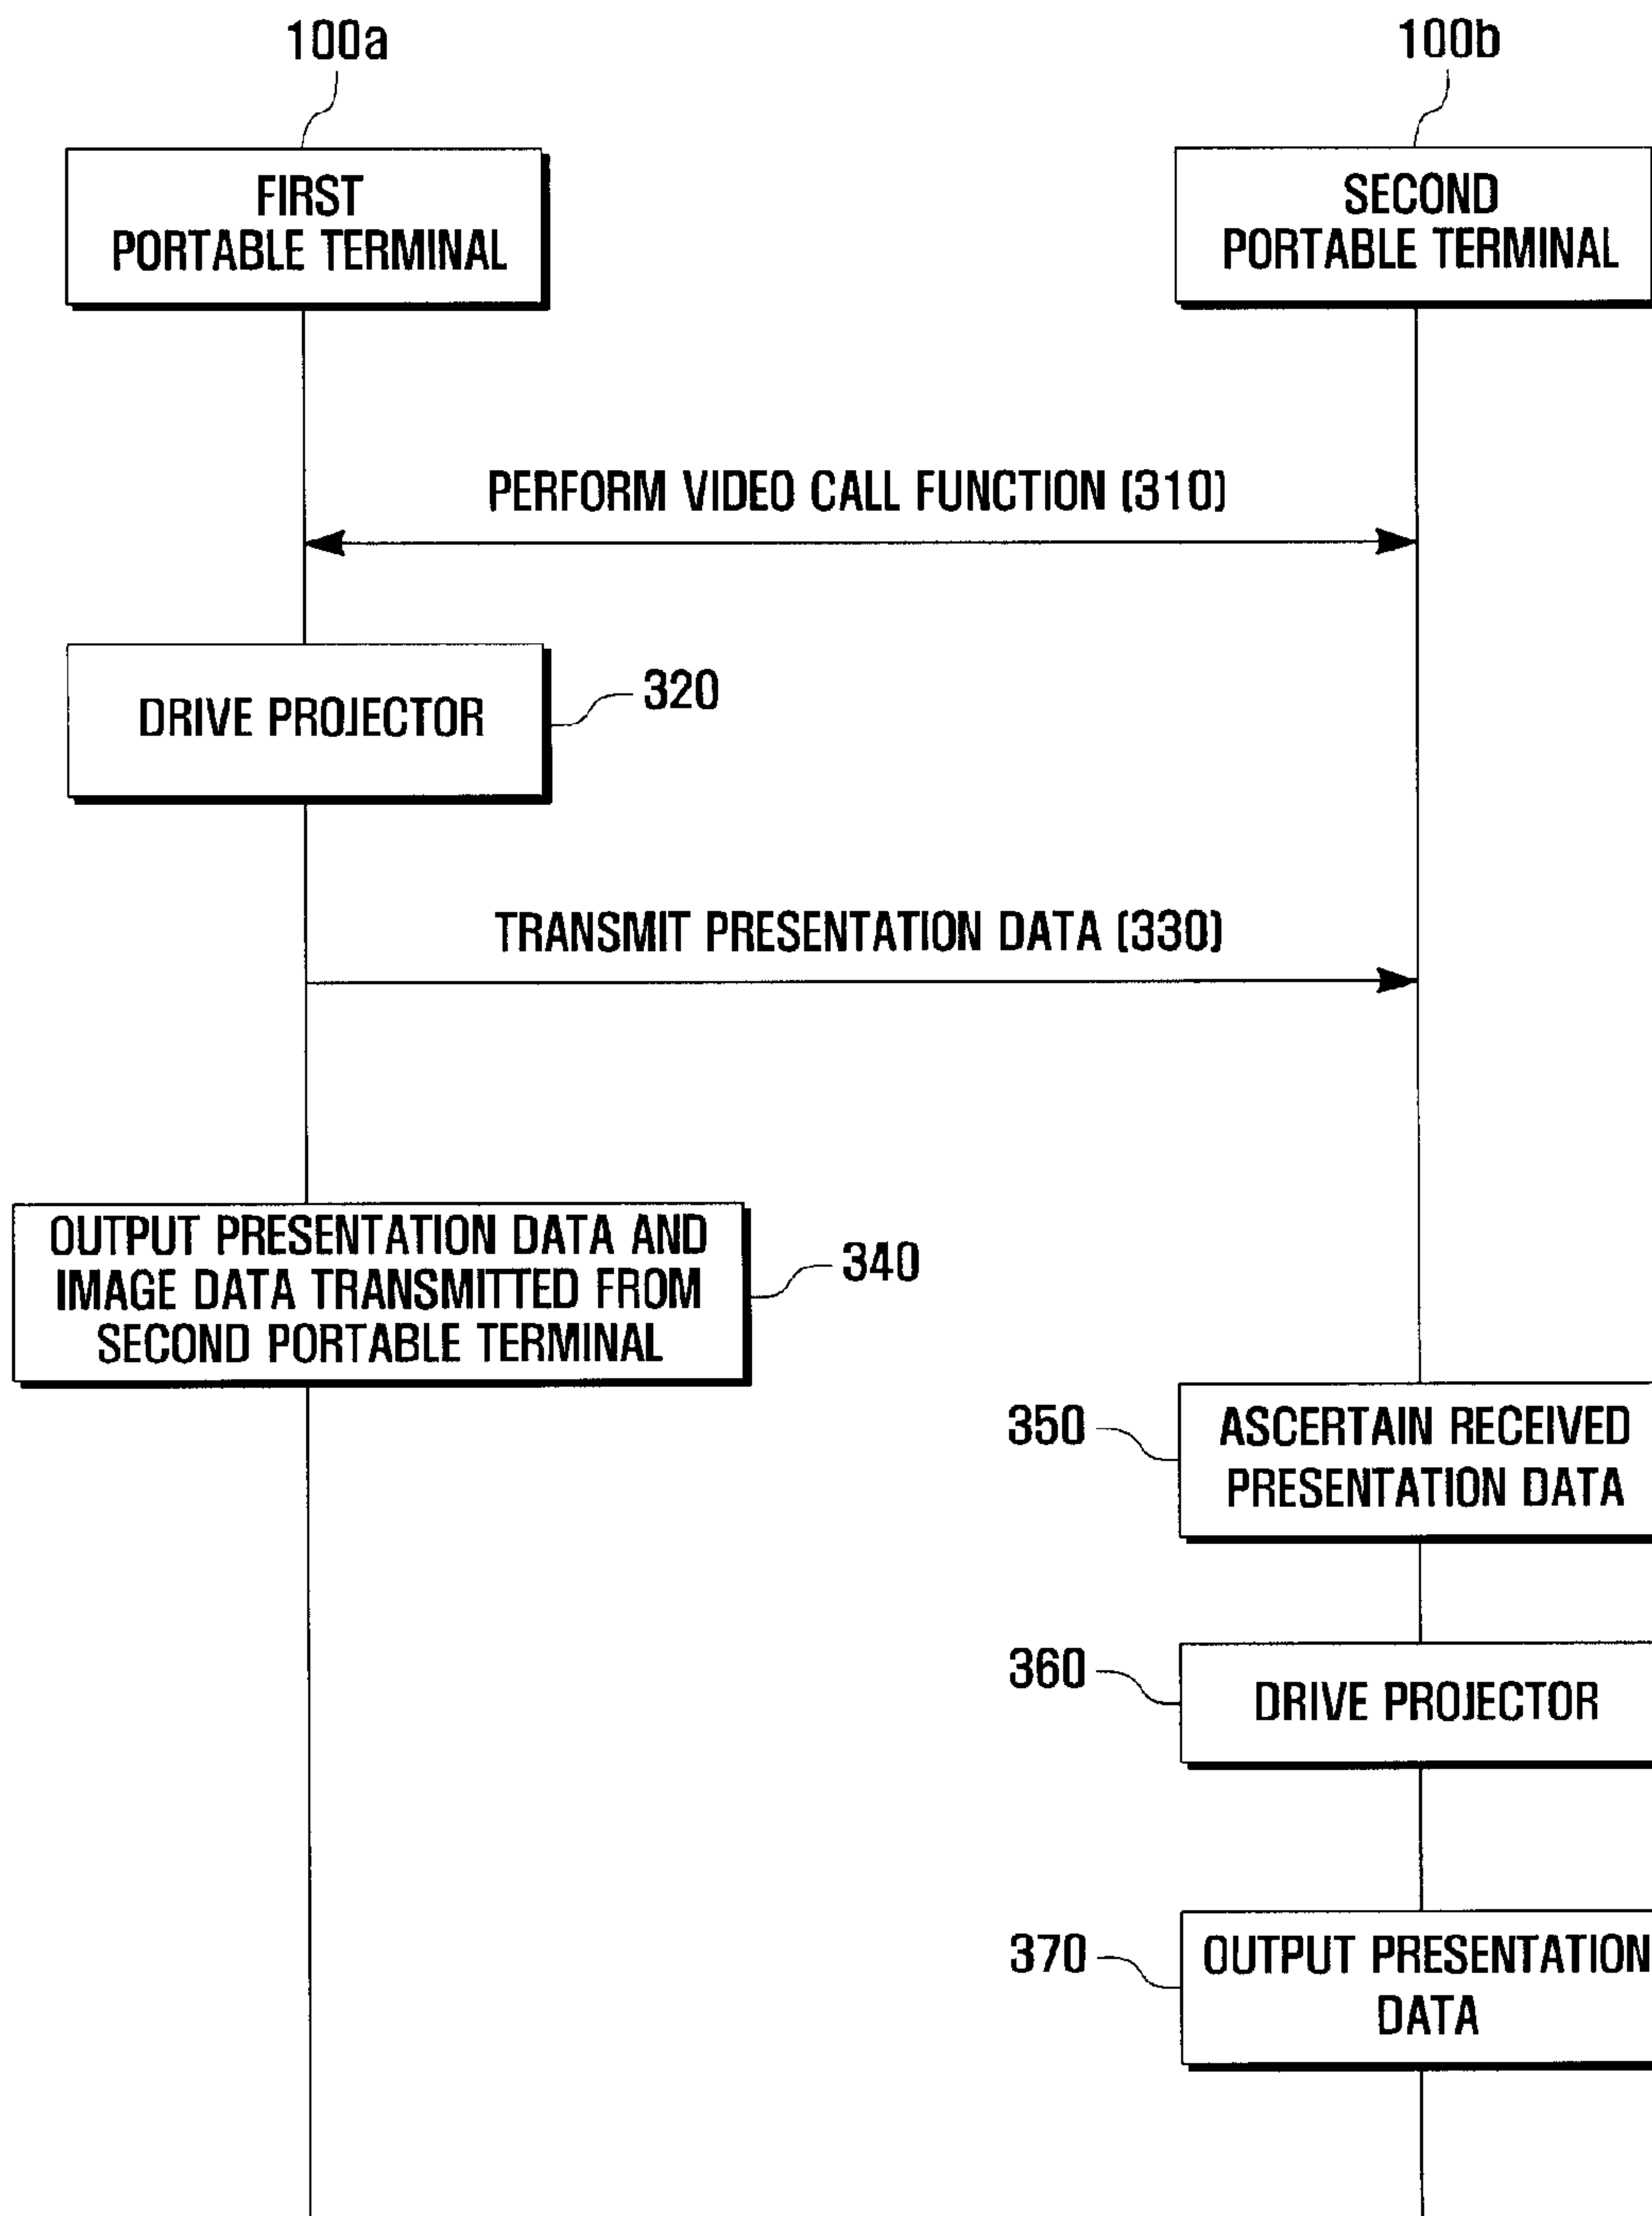 100a
100b
FIRST
PORTABLE TERMINAL
SECOND
PORTABLE TERMINAL
PERFORM VIDEO CALL FUNCTION (310)
DRIVE PROJECTOR
320
TRANSMIT PRESENTATION DATA (330)
OUTPUT PRESENTATION DATA AND
IMAGE DATA TRANSMITTED FROM
SECOND PORTABLE TERMINAL
340
350
ASCERTAIN RECEIVED
PRESENTATION DATA
360
DRIVE PROJECTOR
370
OUTPUT PRESENTATION
DATA